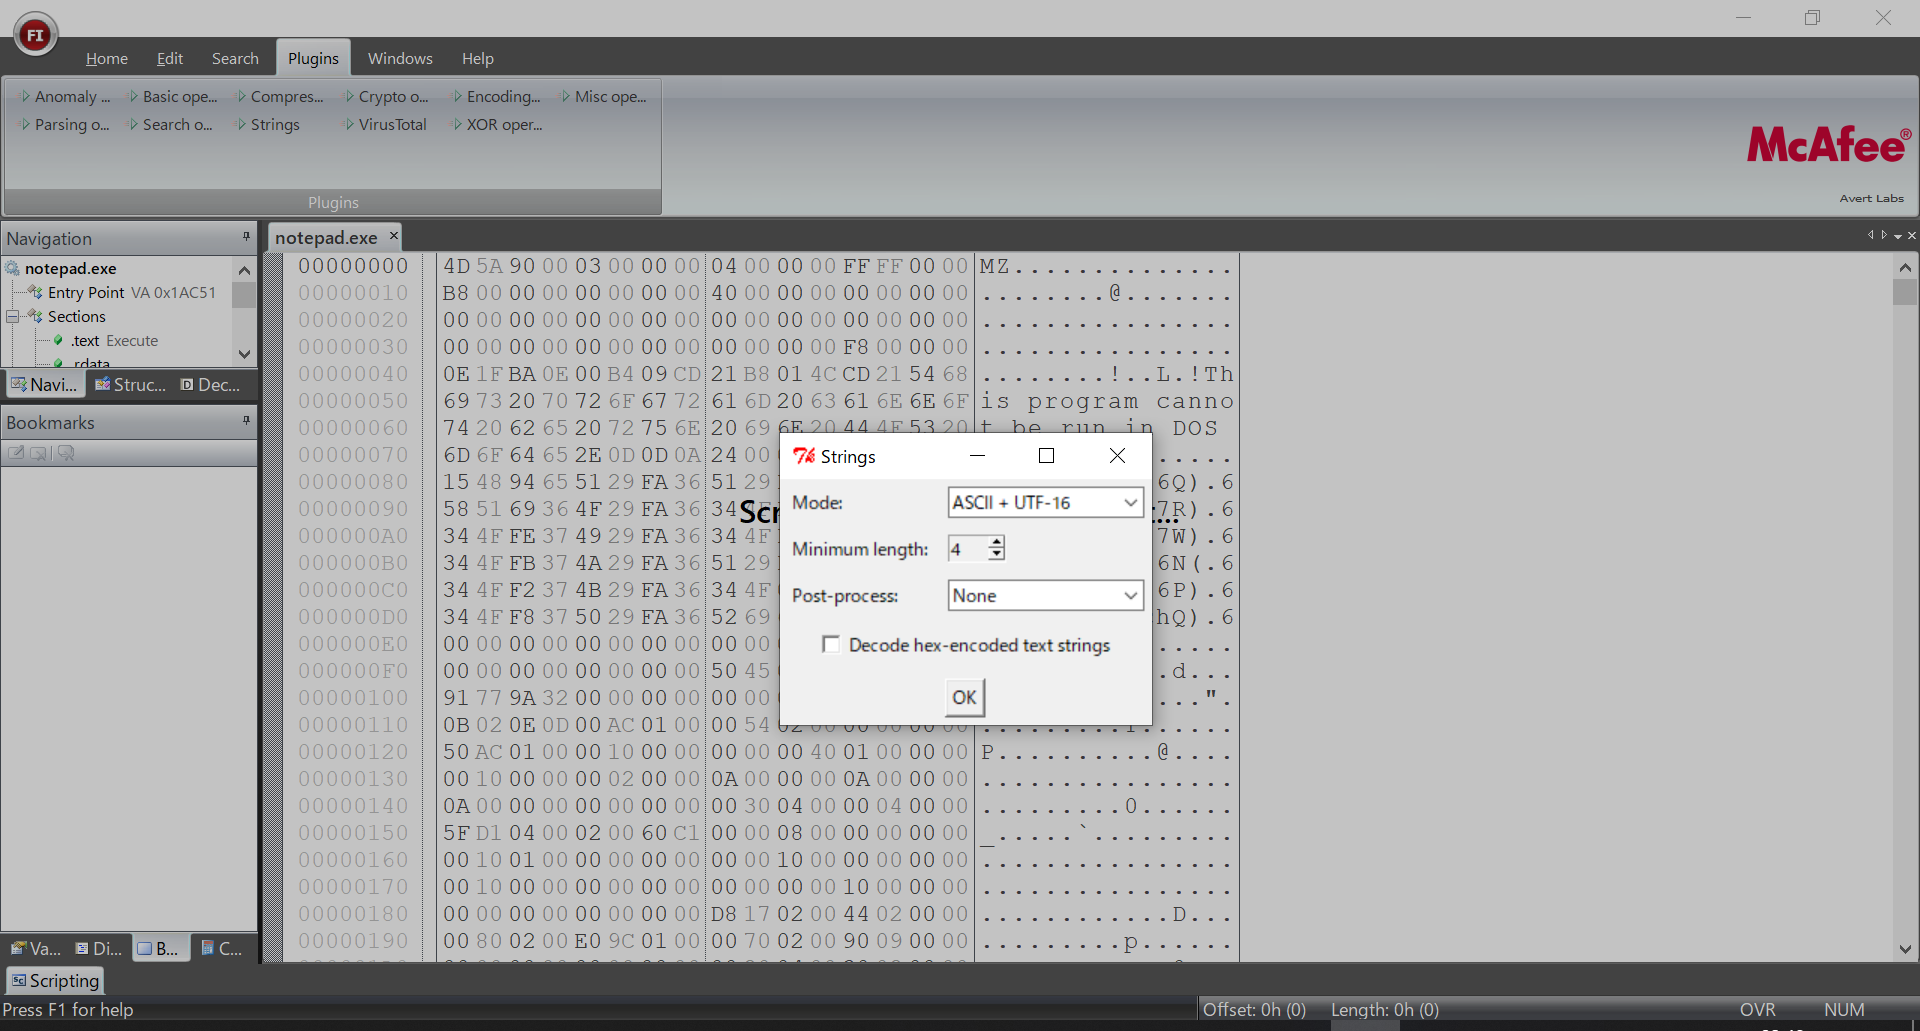 FI
Home Edit Search Plugins Windows Help
Anomaly ... Basic ope... Compres... Crypto o... Encoding... Misc ope...
Parsing o... Search o... Strings VirusTotal XOR oper...
Plugins
McAfee®
Avert Labs
Navigation
notepad.exe
Entry Point VA 0x1AC51
Sections
.text Execute
.rdata
Navi... Struc... Dec...
Bookmarks
Va... Di... B... C...
notepad.exe
00000000 4D 5A 90 00 03 00 00 00 04 00 00 00 FF FF 00 00 MZ..............
00000010 B8 00 00 00 00 00 00 00 40 00 00 00 00 00 00 00 ........@.......
00000020 00 00 00 00 00 00 00 00 00 00 00 00 00 00 00 00 ................
00000030 00 00 00 00 00 00 00 00 00 00 00 00 F8 00 00 00 ................
00000040 0E 1F BA 0E 00 B4 09 CD 21 B8 01 4C CD 21 54 68 ........!..L.!Th
00000050 69 73 20 70 72 6F 67 72 61 6D 20 63 61 6E 6E 6F is program canno
00000060 74 20 62 65 20 72 75 6E 20 69 6E 20 44 4F 53 20 t be run in DOS
00000070 6D 6F 64 65 2E 0D 0D 0A 24 00 .....
00000080 15 48 94 65 51 29 FA 36 51 29 6Q).6
00000090 58 51 69 36 4F 29 FA 36 34 7R).6
000000A0 34 4F FE 37 49 29 FA 36 34 4F 7W).6
000000B0 34 4F FB 37 4A 29 FA 36 51 29 6N(.6
000000C0 34 4F F2 37 4B 29 FA 36 34 4F 6P).6
000000D0 34 4F F8 37 50 29 FA 36 52 69 hQ).6
000000E0 00 00 00 00 00 00 00 00 00 00 .....
000000F0 00 00 00 00 00 00 00 00 50 45 .d...
00000100 91 77 9A 32 00 00 00 00 00 00 ...".
00000110 0B 02 0E 0D 00 AC 01 00 00 54 02 00 00 00 00 00
00000120 50 AC 01 00 00 10 00 00 00 00 00 40 01 00 00 00 P..........@....
00000130 00 10 00 00 00 02 00 00 0A 00 00 00 0A 00 00 00 ................
00000140 0A 00 00 00 00 00 00 00 00 30 04 00 00 04 00 00 .........0......
00000150 5F D1 04 00 02 00 60 C1 00 00 08 00 00 00 00 00 _.....`.........
00000160 00 10 01 00 00 00 00 00 00 00 10 00 00 00 00 00 ................
00000170 00 10 00 00 00 00 00 00 00 00 00 00 10 00 00 00 ................
00000180 00 00 00 00 00 00 00 00 D8 17 02 00 44 02 00 00 ............D...
00000190 00 80 02 00 E0 9C 01 00 00 70 02 00 90 09 00 00 .........p......
Scr
Strings
Mode: ASCII + UTF-16
Minimum length: 4
Post-process: None
Decode hex-encoded text strings
OK
Scripting
Press F1 for help Offset: 0h (0) Length: 0h (0) OVR NUM